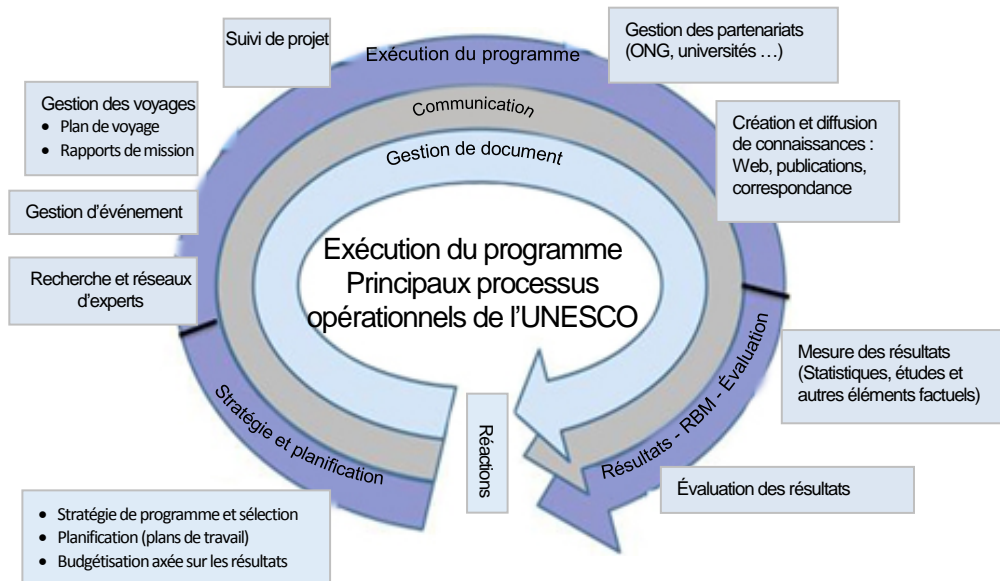 Suivi de projet
Exécution du programme
Gestion des partenariats
(ONG, universités …)
Gestion des voyages
• Plan de voyage
• Rapports de mission
Communication
Création et diffusion
de connaissances :
Web, publications,
correspondance
Gestion de document
Gestion d’événement
Recherche et réseaux
d’experts
Exécution du programme
Principaux processus
opérationnels de l’UNESCO
Mesure des résultats
(Statistiques, études et
autres éléments factuels)
Stratégie et planification
Réactions
Résultats - RBM - Évaluation
Évaluation des résultats
• Stratégie de programme et sélection
• Planification (plans de travail)
• Budgétisation axée sur les résultats